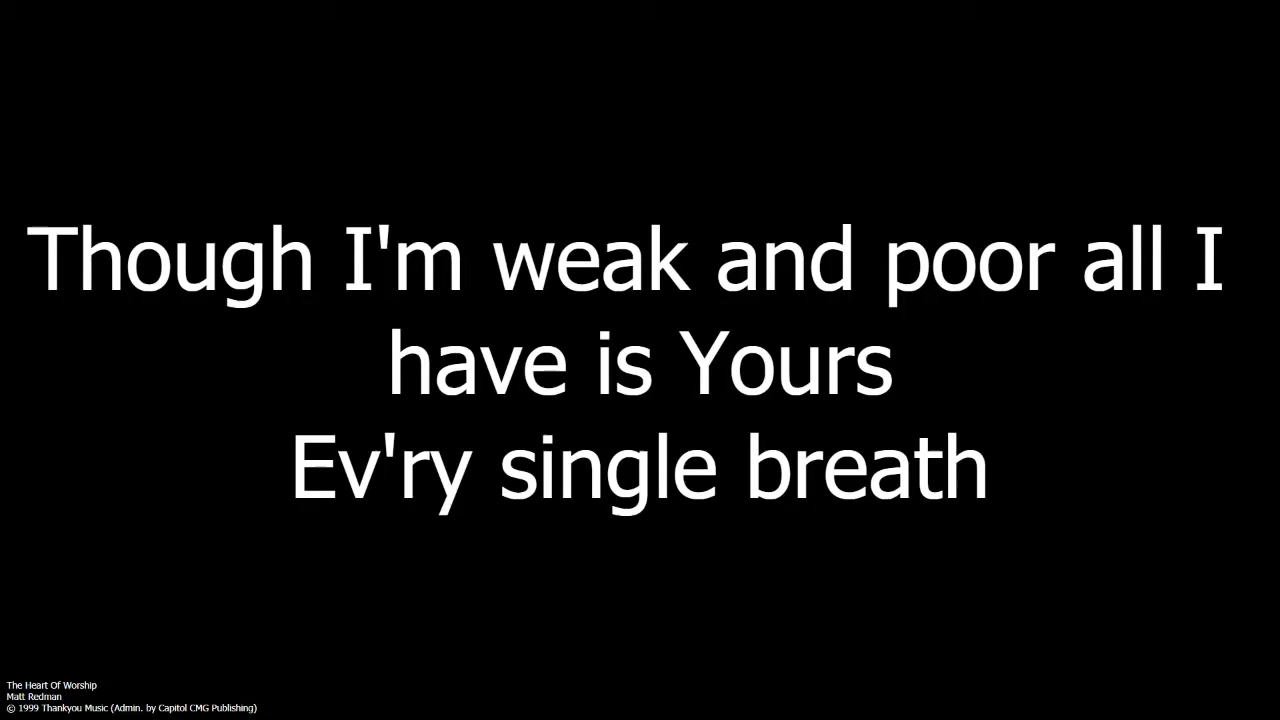 Though I'm weak and poor all I
have is Yours
Ev'ry single breath
The Heart Of Worship
Matt Redman
© 1999 Thankyou Music (Admin. by Capitol CMG Publishing)